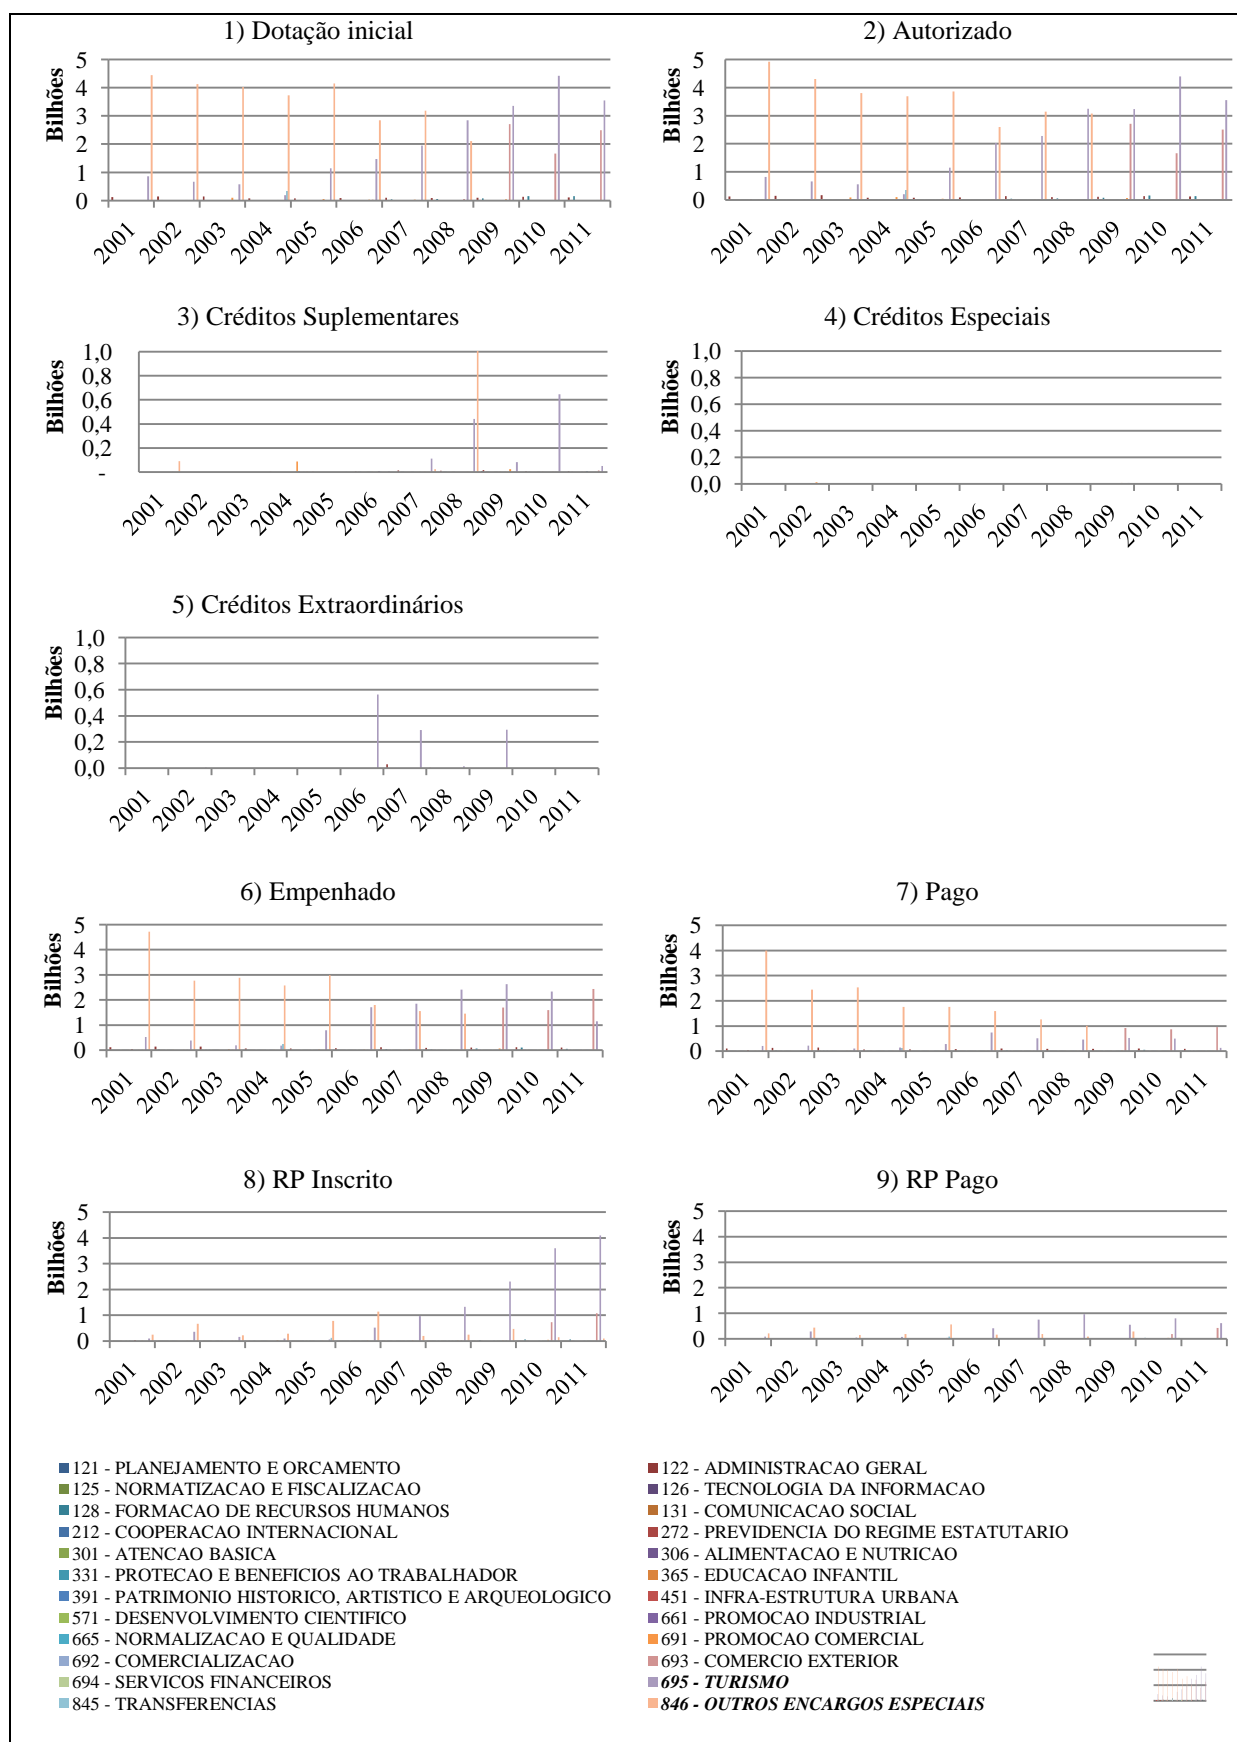 1) Dotação inicial
Bilhões
5
4
3
2
1
0
2001 2002 2003 2004 2005 2006 2007 2008 2009 2010 2011
2) Autorizado
Bilhões
5
4
3
2
1
0
2001 2002 2003 2004 2005 2006 2007 2008 2009 2010 2011
3) Créditos Suplementares
Bilhões
1,0
0,8
0,6
0,4
0,2
-
2001 2002 2003 2004 2005 2006 2007 2008 2009 2010 2011
4) Créditos Especiais
Bilhões
1,0
0,8
0,6
0,4
0,2
0,0
2001 2002 2003 2004 2005 2006 2007 2008 2009 2010 2011
5) Créditos Extraordinários
Bilhões
1,0
0,8
0,6
0,4
0,2
0,0
2001 2002 2003 2004 2005 2006 2007 2008 2009 2010 2011
6) Empenhado
Bilhões
5
4
3
2
1
0
2001 2002 2003 2004 2005 2006 2007 2008 2009 2010 2011
7) Pago
Bilhões
5
4
3
2
1
0
2001 2002 2003 2004 2005 2006 2007 2008 2009 2010 2011
8) RP Inscrito
Bilhões
5
4
3
2
1
0
2001 2002 2003 2004 2005 2006 2007 2008 2009 2010 2011
9) RP Pago
Bilhões
5
4
3
2
1
0
2001 2002 2003 2004 2005 2006 2007 2008 2009 2010 2011
121 - PLANEJAMENTO E ORCAMENTO
122 - ADMINISTRACAO GERAL
125 - NORMATIZACAO E FISCALIZACAO
126 - TECNOLOGIA DA INFORMACAO
128 - FORMACAO DE RECURSOS HUMANOS
131 - COMUNICACAO SOCIAL
212 - COOPERACAO INTERNACIONAL
272 - PREVIDENCIA DO REGIME ESTATUTARIO
301 - ATENCAO BASICA
306 - ALIMENTACAO E NUTRICAO
331 - PROTECAO E BENEFICIOS AO TRABALHADOR
365 - EDUCACAO INFANTIL
391 - PATRIMONIO HISTORICO, ARTISTICO E ARQUEOLOGICO
451 - INFRA-ESTRUTURA URBANA
571 - DESENVOLVIMENTO CIENTIFICO
661 - PROMOCAO INDUSTRIAL
665 - NORMALIZACAO E QUALIDADE
691 - PROMOCAO COMERCIAL
692 - COMERCIALIZACAO
693 - COMERCIO EXTERIOR
694 - SERVICOS FINANCEIROS
695 - TURISMO
845 - TRANSFERENCIAS
846 - OUTROS ENCARGOS ESPECIAIS